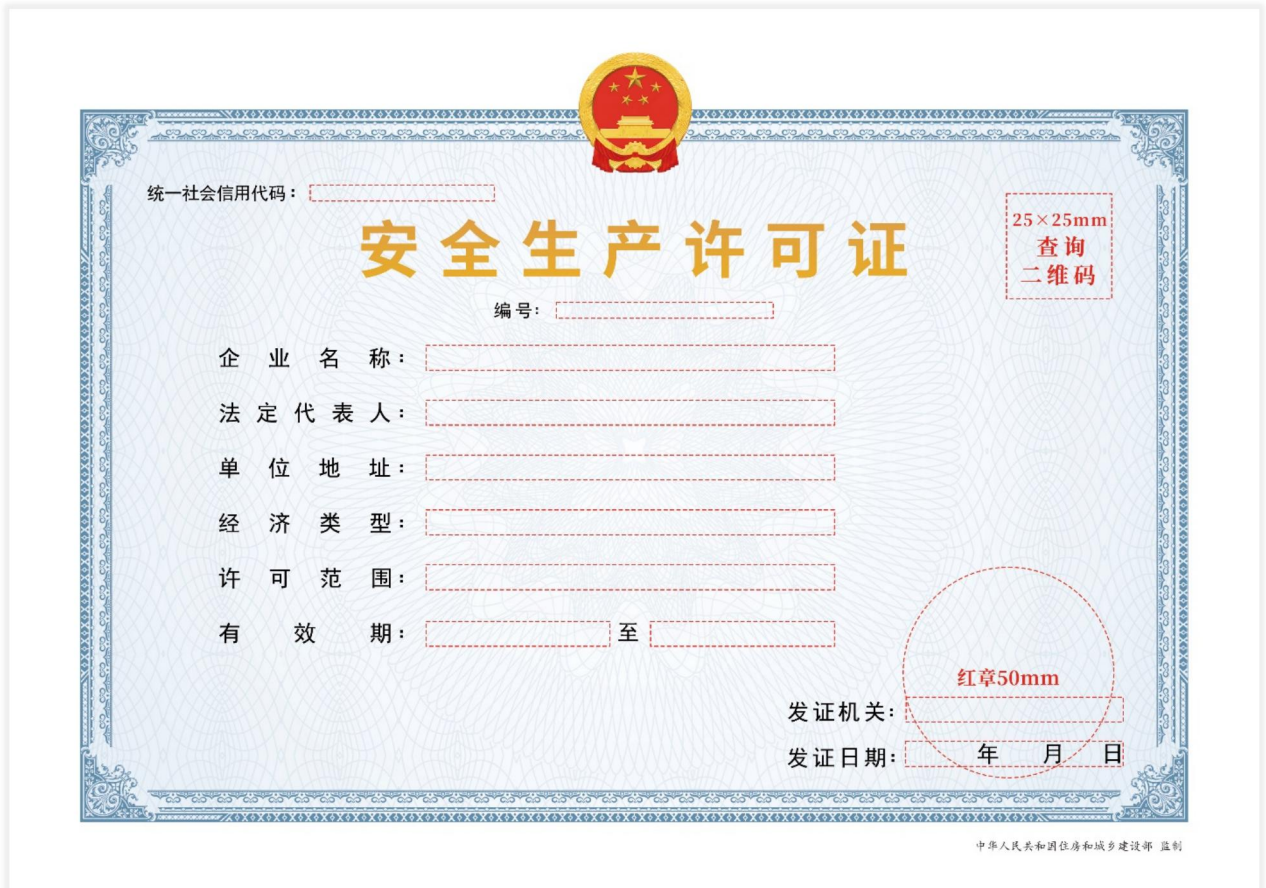 统一社会信用代码：
25×25mm
查询
二维码
安全生产许可证
编号：
企业名称：
法定代表人：
单位地址：
经济类型：
许可范围：
有效期： 至
红章50mm
发证机关：
发证日期： 年 月 日
中华人民共和国住房和城乡建设部 监制